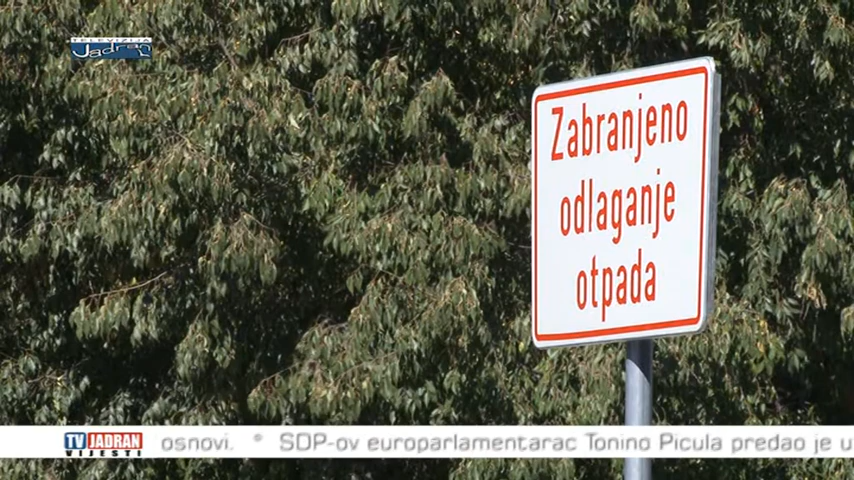 TELEVIZIJA
Jadran
Zabranjeno
odlaganje
otpada
TV JADRAN
VIJESTI
osnovi. * SDP-ov europarlamentarac Tonino Picula predao je u